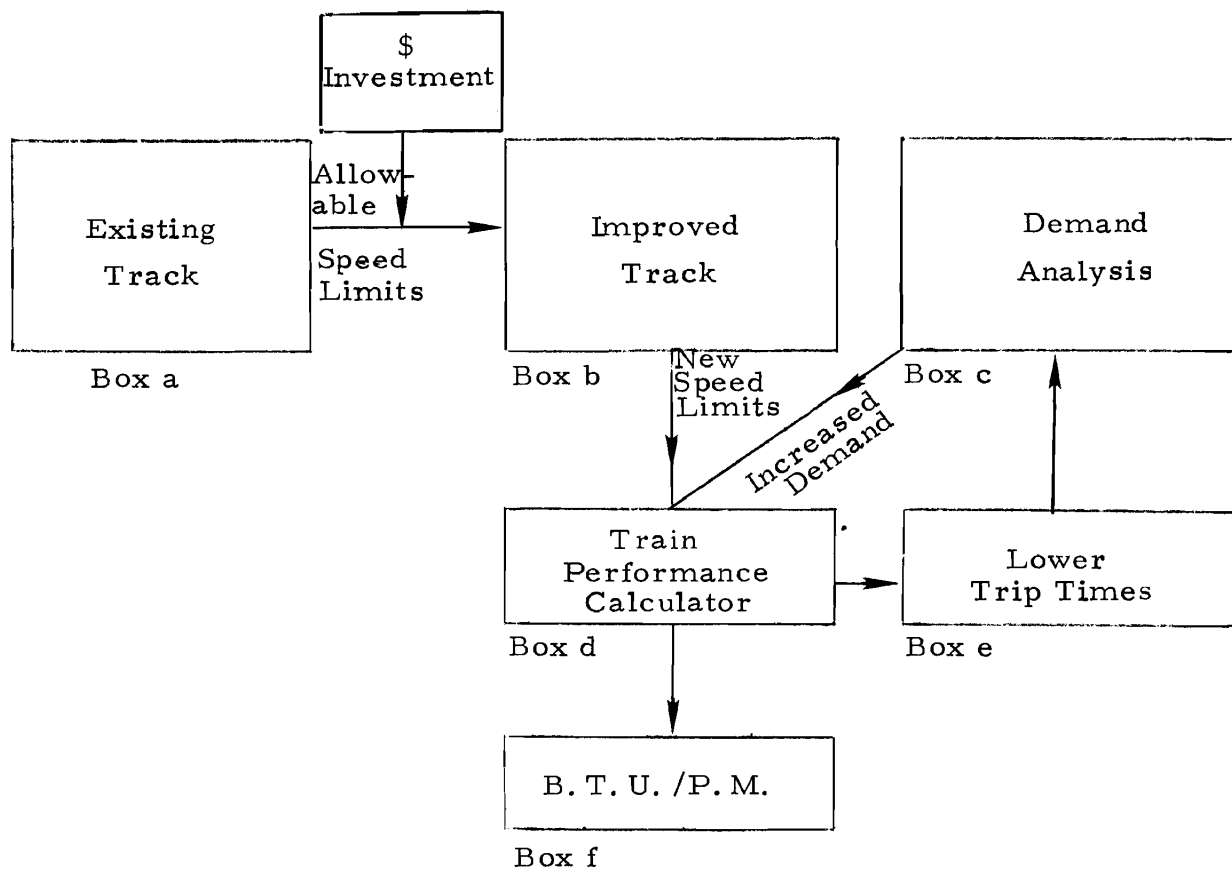 $
Investment
Existing
Track
Box a
Allow-
able
Speed
Limits
Improved
Track
Box b
Demand
Analysis
Box c
New
Speed
Limits
Increased
Demand
Train
Performance
Calculator
Box d
Lower
Trip Times
Box e
B. T. U. /P. M.
Box f